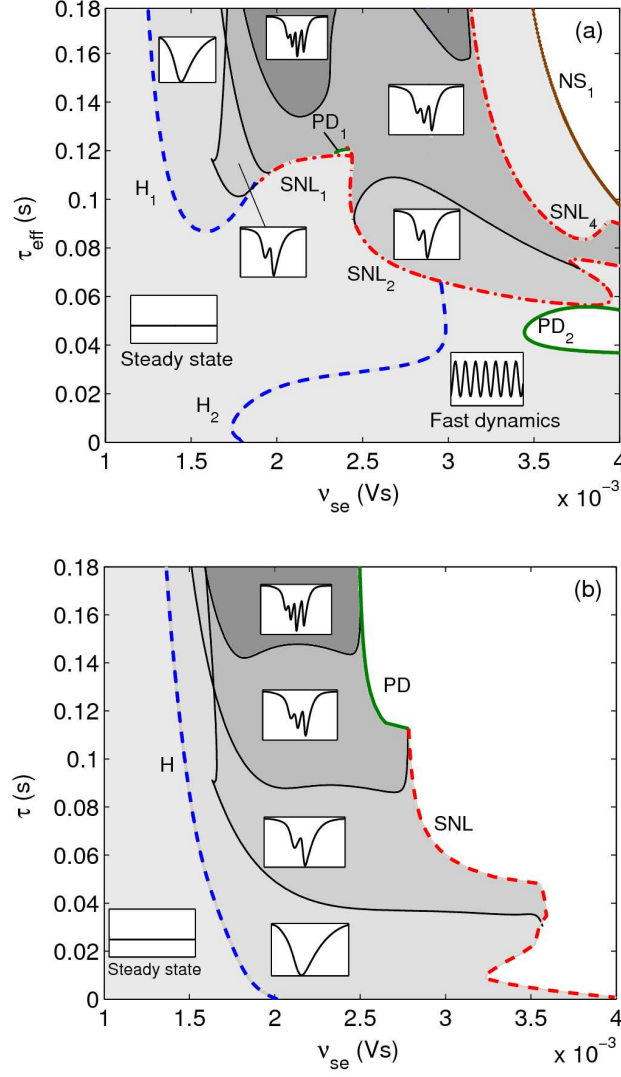 (a)
0.18
0.16
0.14
0.12
0.1
0.08
0.06
0.04
0.02
0
τeff (s)
NS1
PD1
H1
SNL1
SNL4
SNL2
PD2
Steady state
H2
Fast dynamics
1 1.5 2 2.5 3 3.5 4
νse (Vs)
x 10⁻³
(b)
0.18
0.16
0.14
0.12
0.1
0.08
0.06
0.04
0.02
0
τ (s)
PD
H
SNL
Steady state
1 1.5 2 2.5 3 3.5 4
νse (Vs)
x 10⁻³